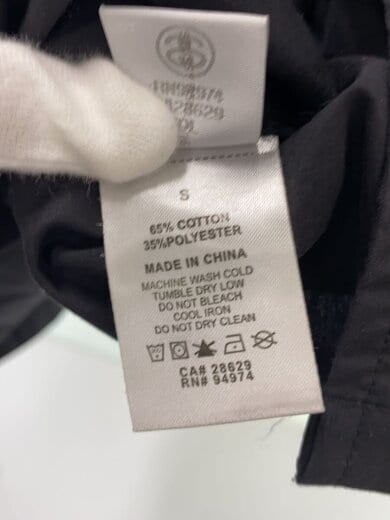 S
65% COTTON
35%POLYESTER
MADE IN CHINA
MACHINE WASH COLD
TUMBLE DRY LOW
DO NOT BLEACH
COOL IRON
DO NOT DRY CLEAN
CA# 28629
RN# 94974